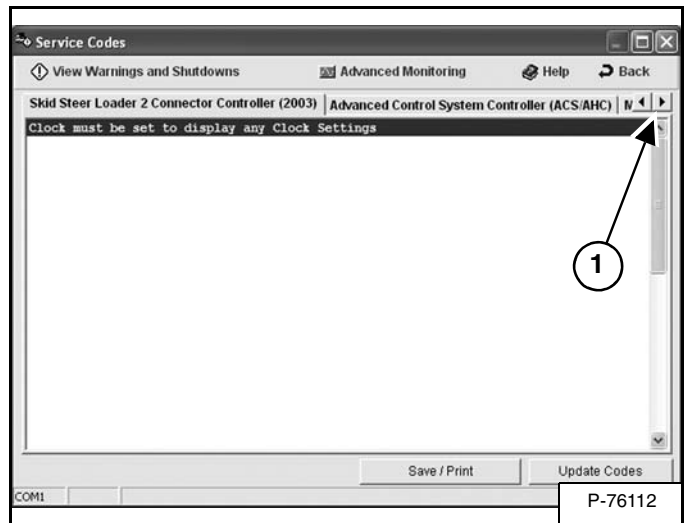 Service Codes
View Warnings and Shutdowns Advanced Monitoring Help Back
Skid Steer Loader 2 Connector Controller (2003) Advanced Control System Controller (ACS/AHC)
Clock must be set to display any Clock Settings
1
Save / Print Update Codes
COM1
P-76112